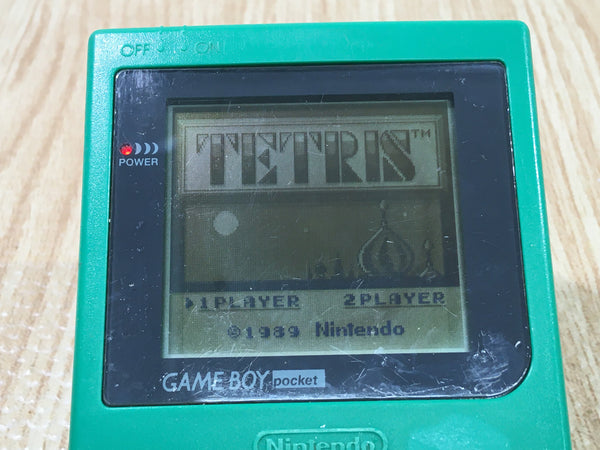 OFF ON
TETRIS™
POWER
1PLAYER 2PLAYER
©1989 Nintendo
GAME BOY pocket
Nintendo